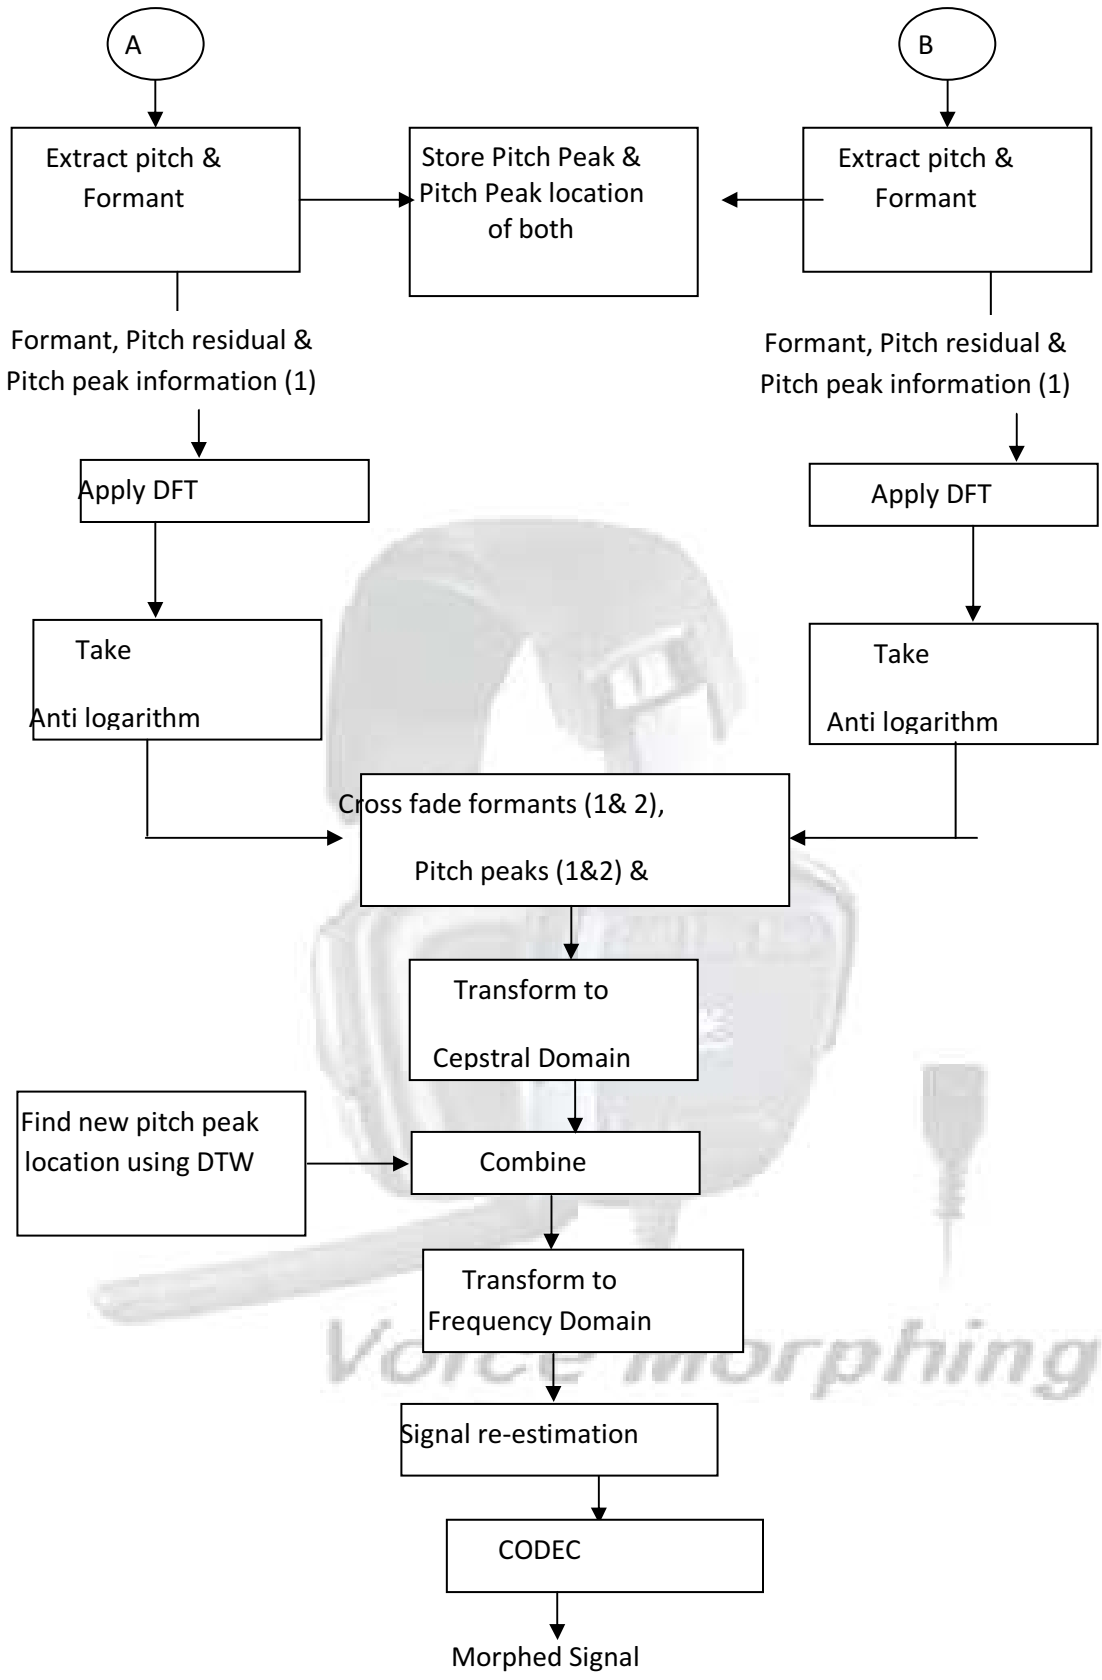 A
B
Extract pitch &
Formant
Store Pitch Peak &
Pitch Peak location
of both
Extract pitch &
Formant
Formant, Pitch residual &
Pitch peak information (1)
Formant, Pitch residual &
Pitch peak information (1)
Apply DFT
Apply DFT
Take
Anti logarithm
Take
Anti logarithm
Cross fade formants (1& 2),
Pitch peaks (1&2) &
Transform to
Cepstral Domain
Find new pitch peak
location using DTW
Combine
Transform to
Frequency Domain
Voice Morphing
Signal re-estimation
CODEC
Morphed Signal